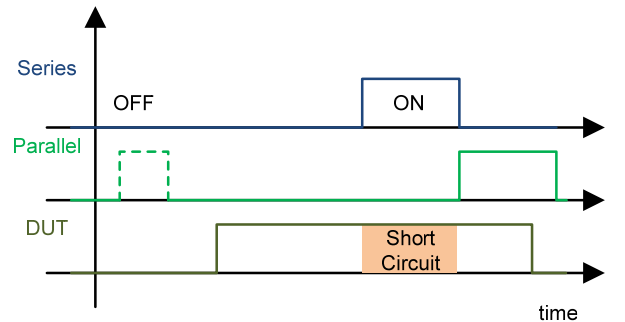 Series
OFF
ON
Parallel
DUT
Short
Circuit
time